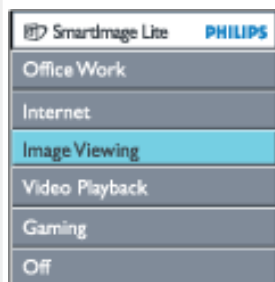 SmartImage Lite PHILIPS
Office Work
Internet
Image Viewing
Video Playback
Gaming
Off